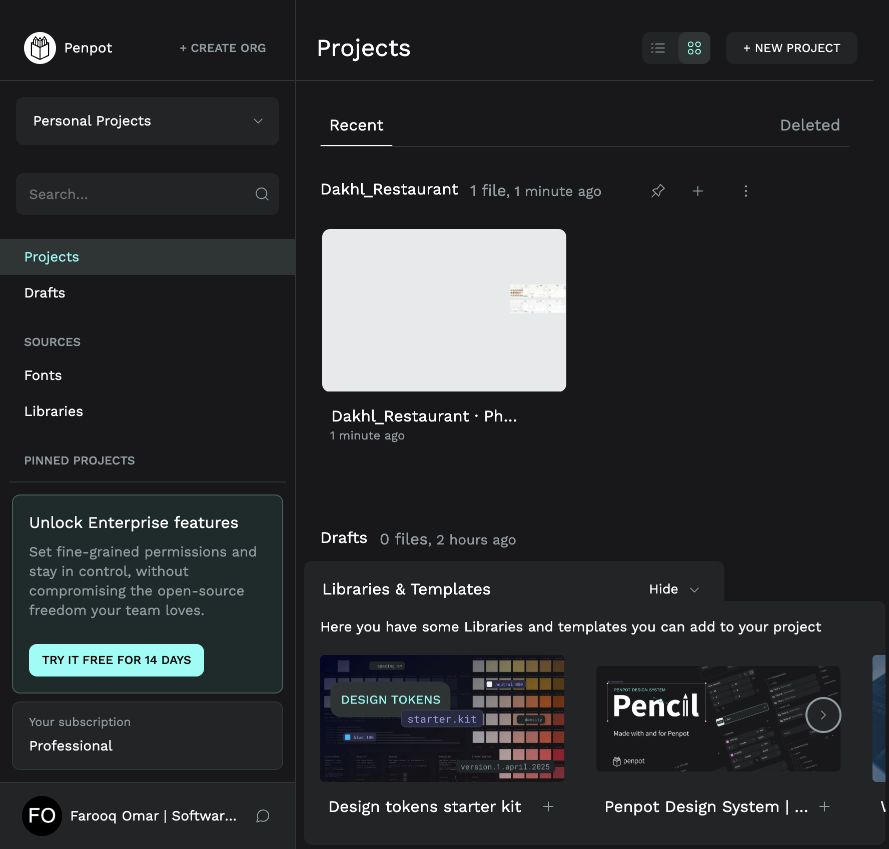 Penpot
+ CREATE ORG
Personal Projects
Search...
Projects
Drafts
SOURCES
Fonts
Libraries
PINNED PROJECTS
Unlock Enterprise features
Set fine-grained permissions and
stay in control, without
compromising the open-source
freedom your team loves.
TRY IT FREE FOR 14 DAYS
Your subscription
Professional
FO Farooq Omar | Softwar...
Projects
+ NEW PROJECT
Recent
Deleted
Dakhl_Restaurant 1 file, 1 minute ago
Dakhl_Restaurant · Ph...
1 minute ago
Drafts 0 files, 2 hours ago
Libraries & Templates
Hide
Here you have some Libraries and templates you can add to your project
DESIGN TOKENS
starter.kit
version.1.april.2025
Design tokens starter kit
PENPOT DESIGN SYSTEM
Pencil
Made with and for Penpot
penpot
Penpot Design System | ...